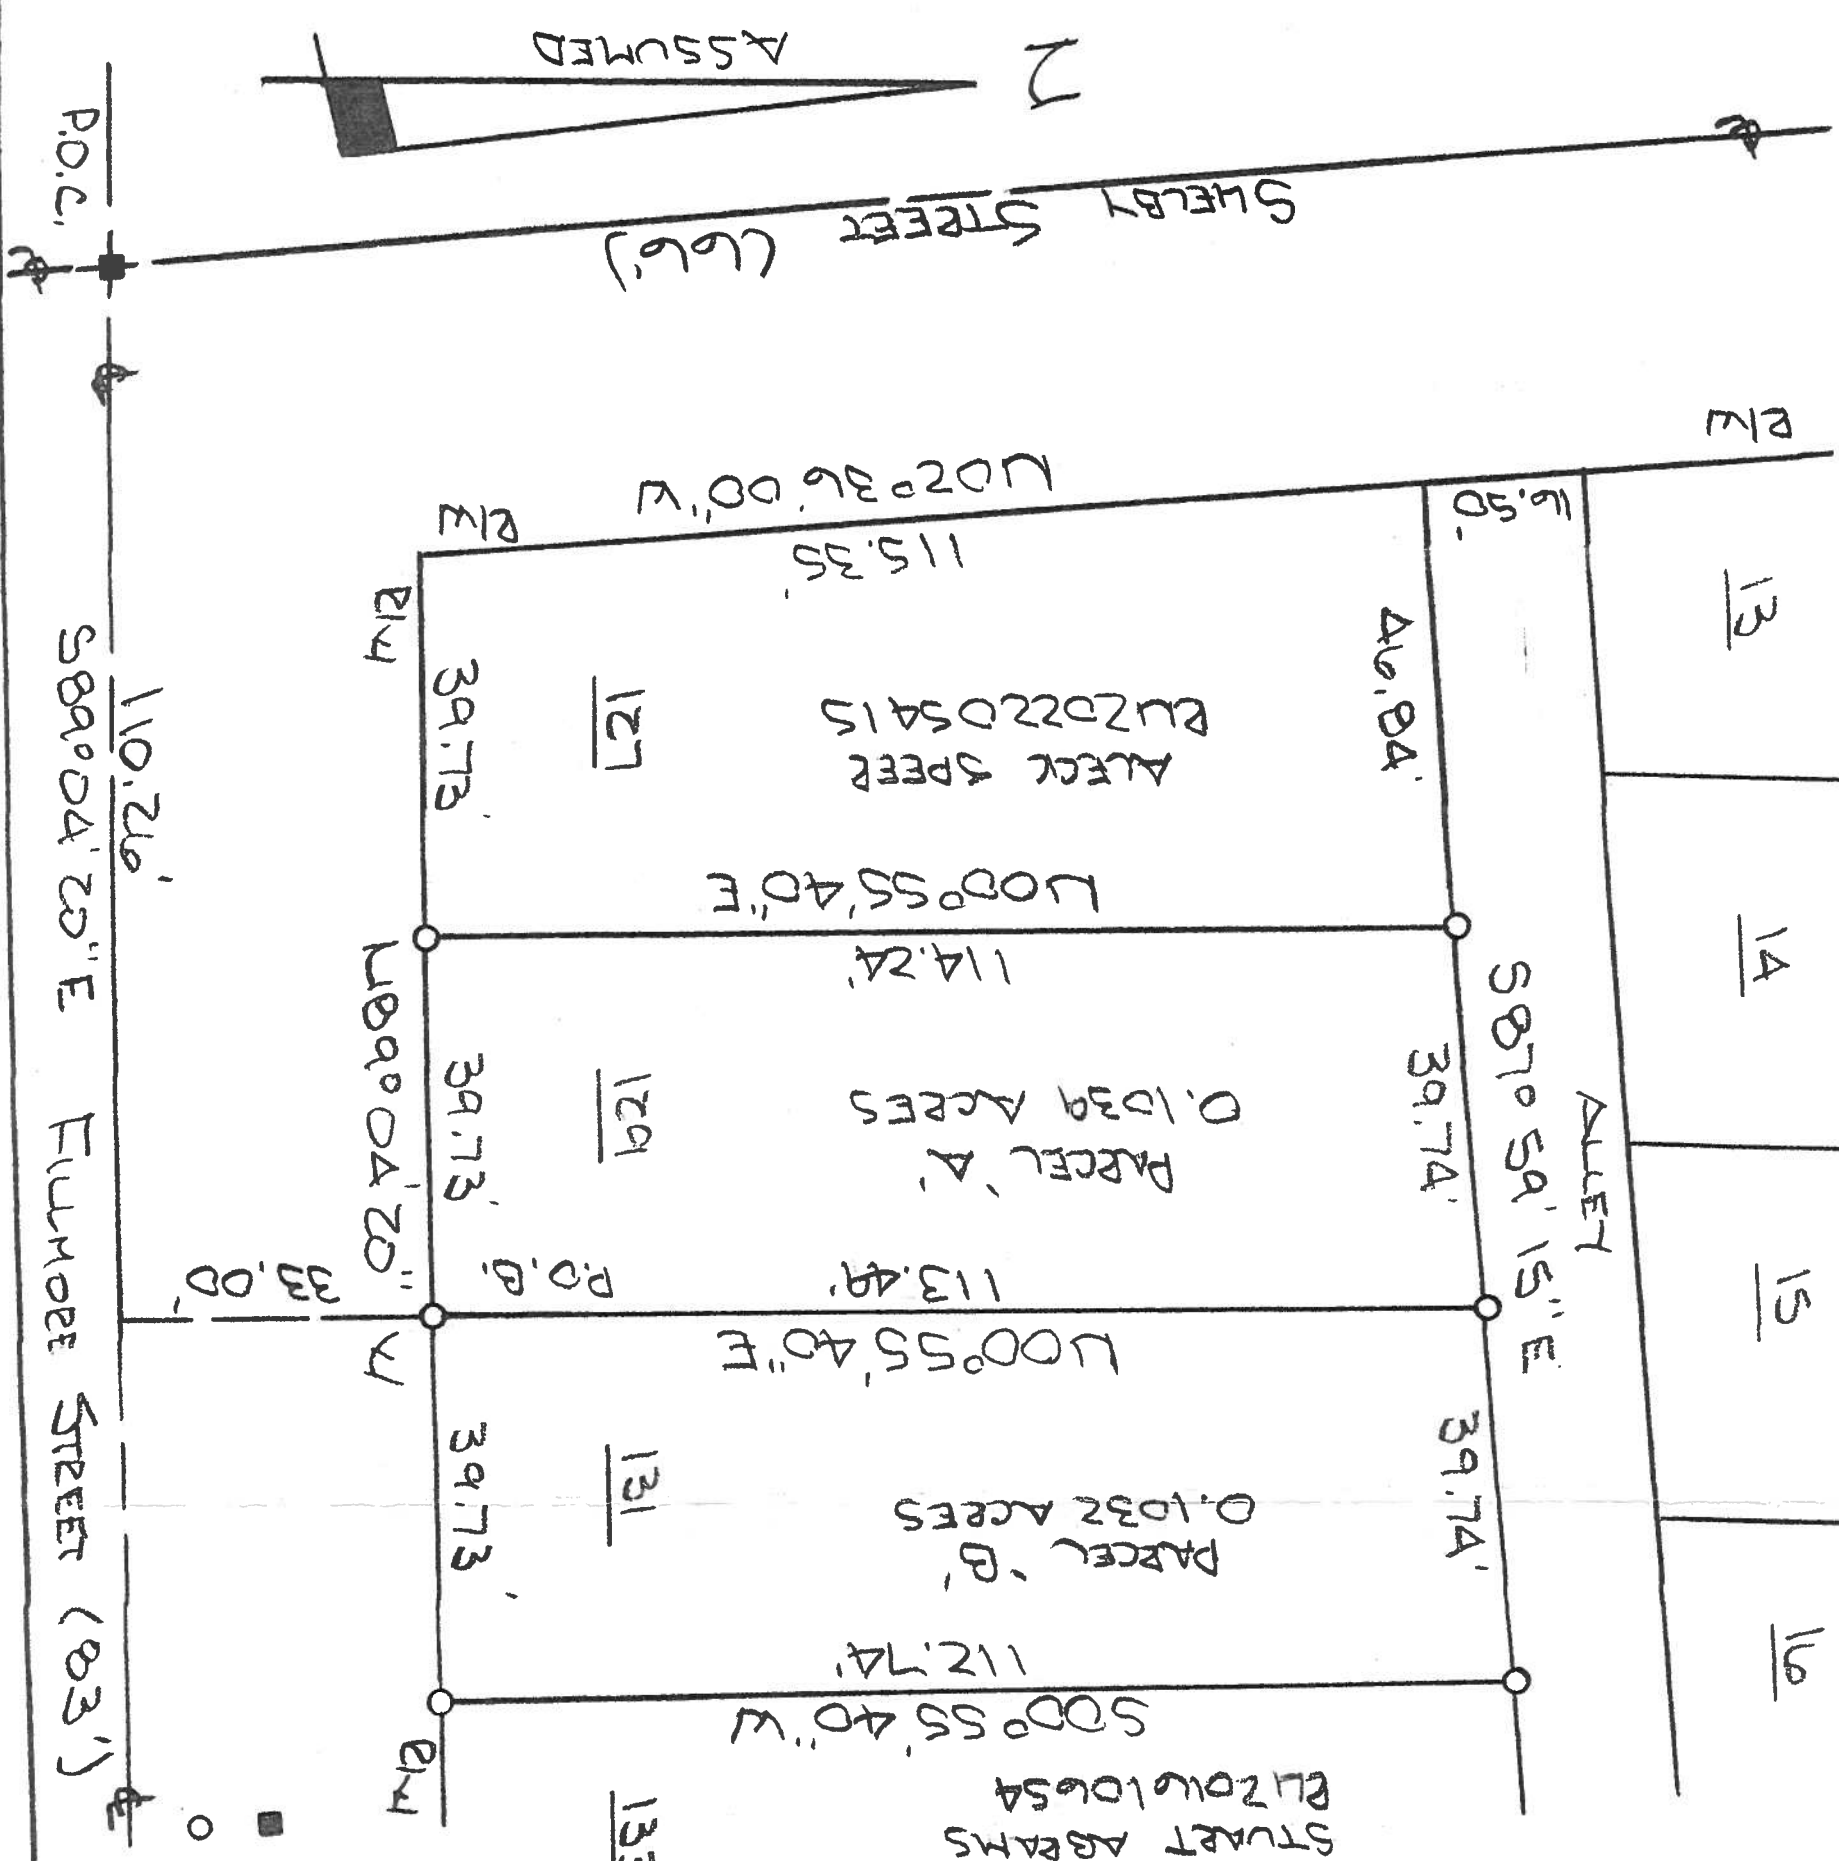 ASSUMED
2
P.O.C.
SHELBY STREET (66')
R/W
N02°36'00"W
R/W
115.35'
16.50'
R/W
39.73'
127
ALECK SPEER
RN202205415
46.84'
13
110.26'
S89°04'20"E
FILLMORE STREET (83')
N00°55'40"E
114.24'
14
N89°04'20"W
39.73'
129
PARCEL 'A'
0.1039 ACRES
39.74'
S87°59'15"E
ALLEY
33.00'
P.O.B.
113.49'
N00°55'40"E
15
39.73'
131
PARCEL 'B'
0.1032 ACRES
39.74'
16
112.74'
S00°55'40"W
R/W
STUART ABRAMS
RN201610654